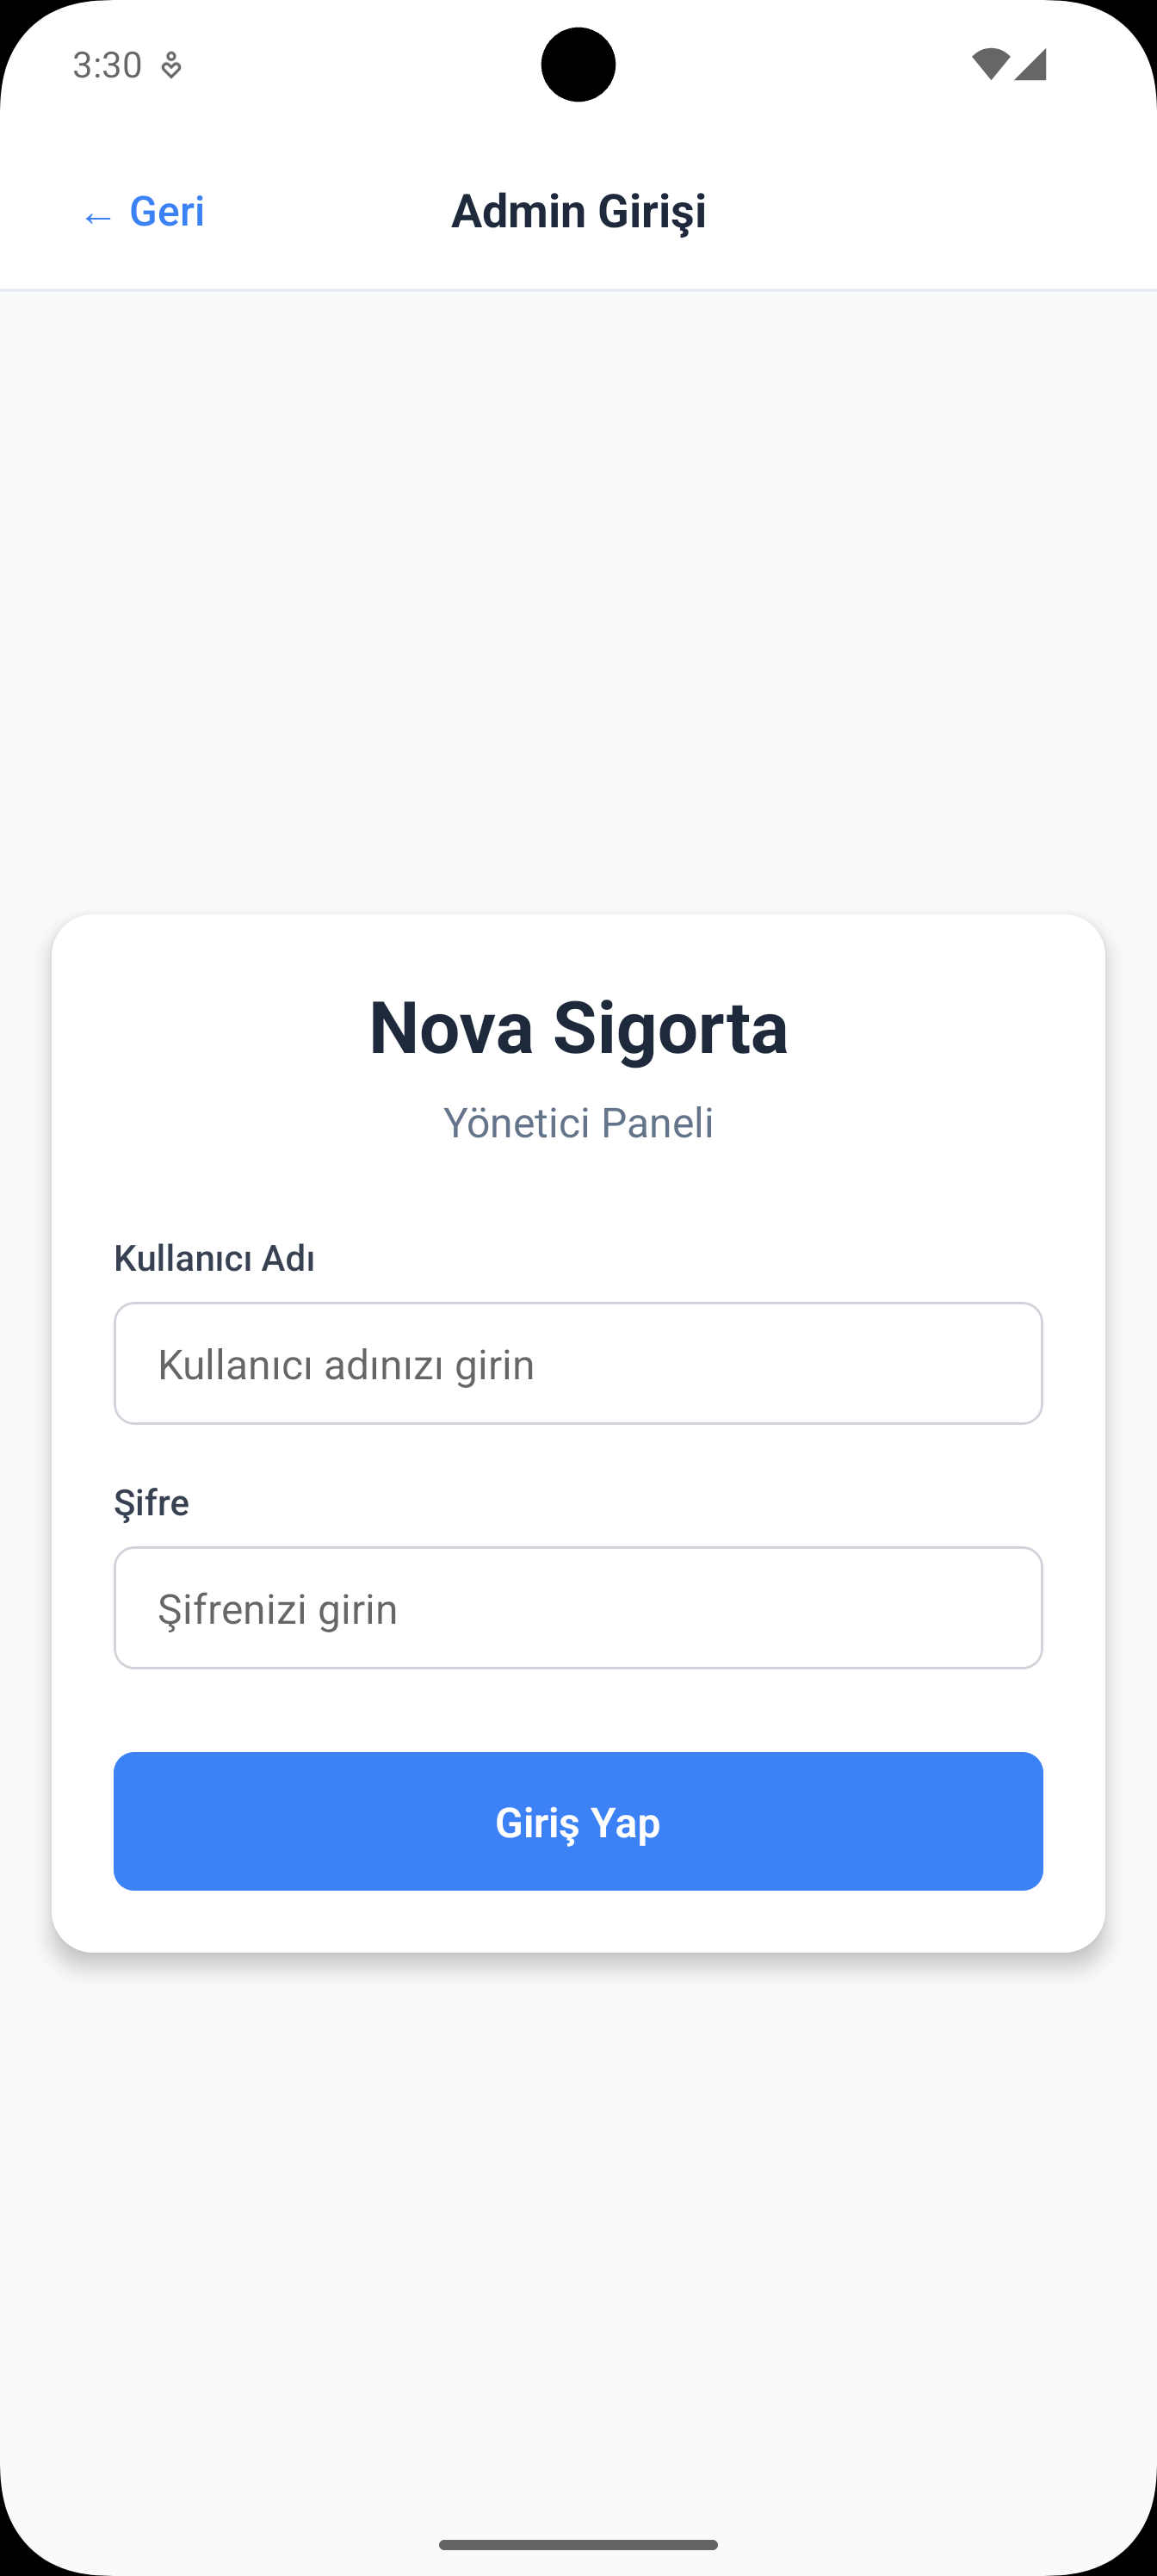 3:30
← Geri
Admin Girişi
Nova Sigorta
Yönetici Paneli
Kullanıcı Adı
Kullanıcı adınızı girin
Şifre
Şifrenizi girin
Giriş Yap